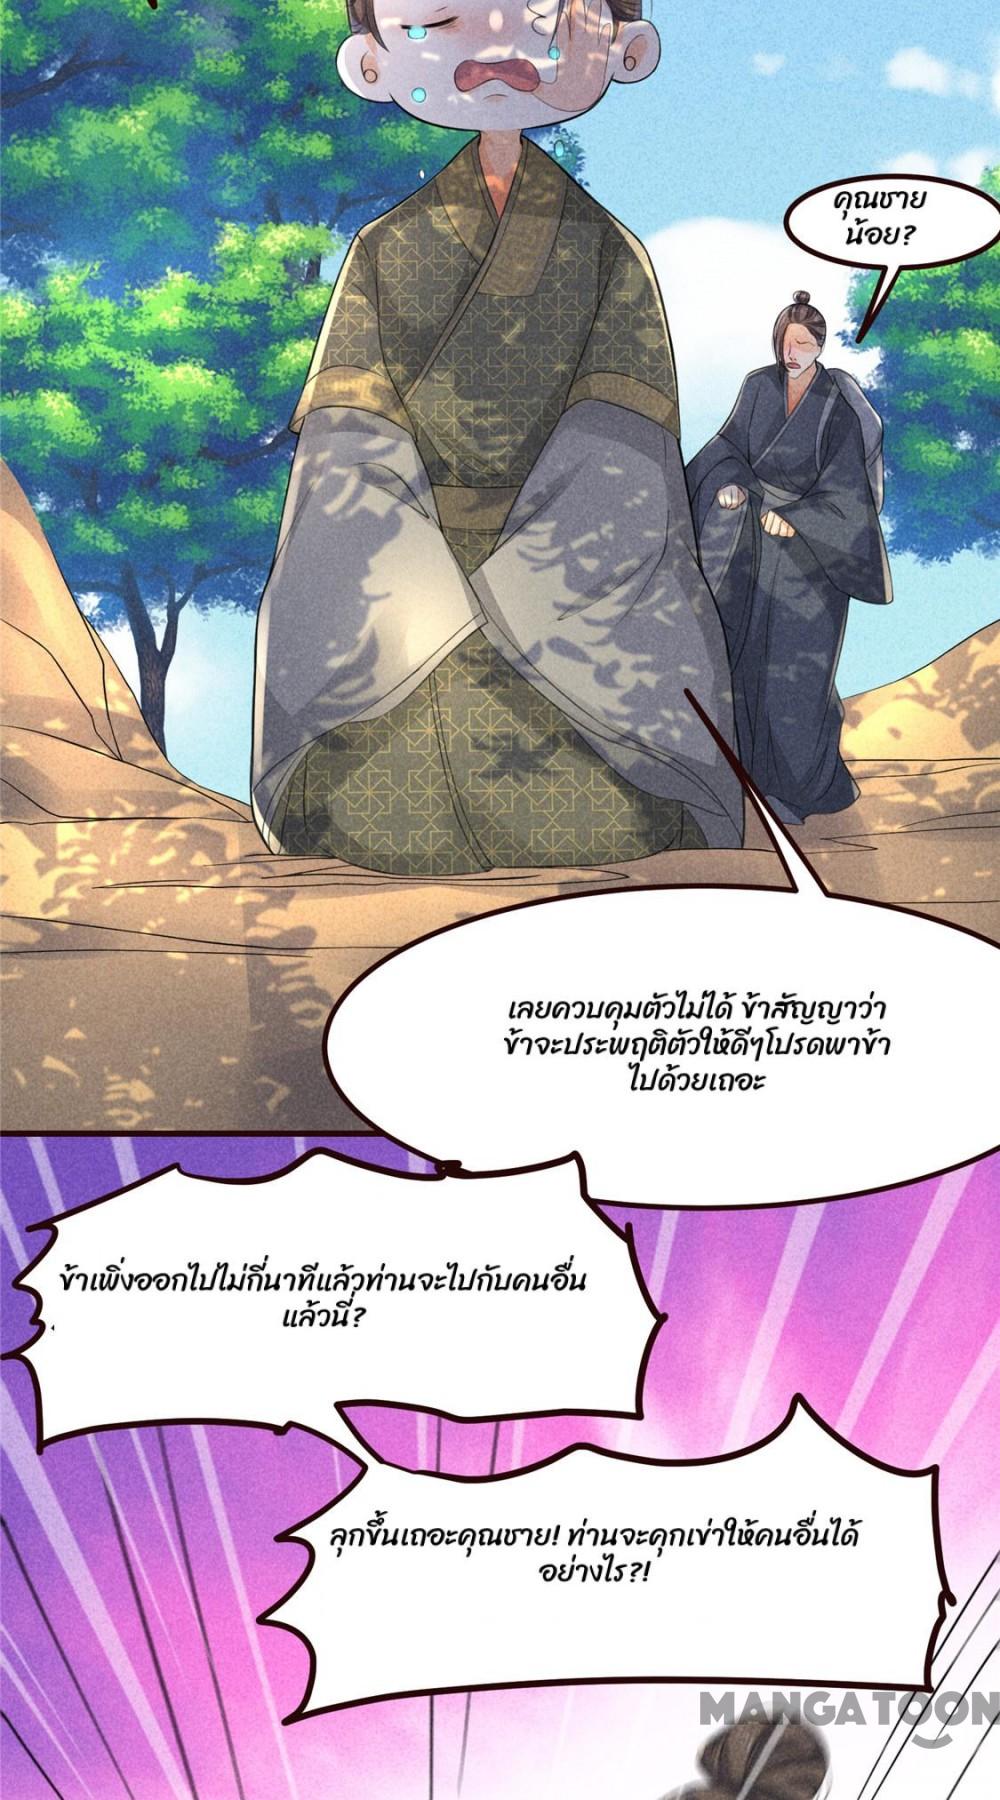 คุณชาย
น้อย?
เลยควบคุมตัวไม่ได้ ข้าสัญญาว่า
ข้าจะประพฤติตัวให้ดีๆโปรดพาข้า
ไปด้วยเถอะ
ข้าเพิ่งออกไปไม่กี่นาทีแล้วท่านจะไปกับคนอื่น
แล้วนี่?
ลุกขึ้นเถอะคุณชาย! ท่านจะคุกเข่าให้คนอื่นได้
อย่างไร?!
MANGATOON